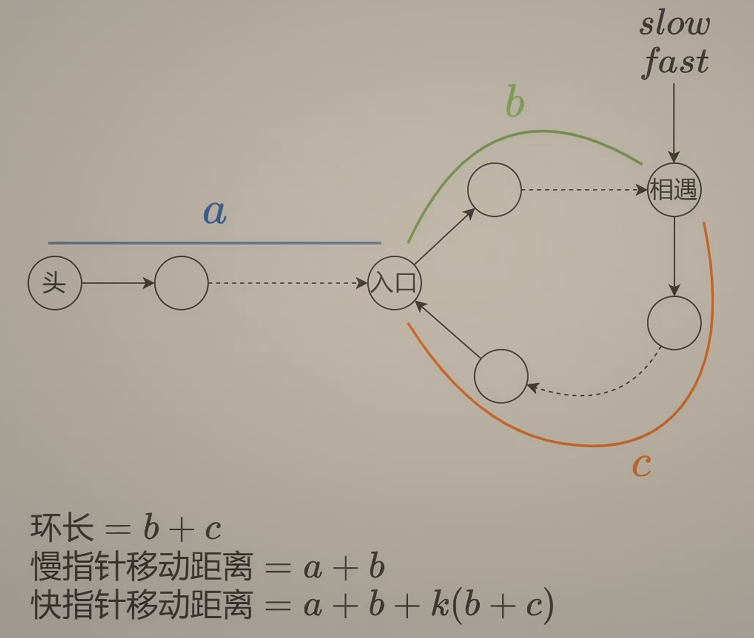 slow
fast
b
a
相遇
头
入口
c
环长 = b + c
慢指针移动距离 = a + b
快指针移动距离 = a + b + k(b + c)